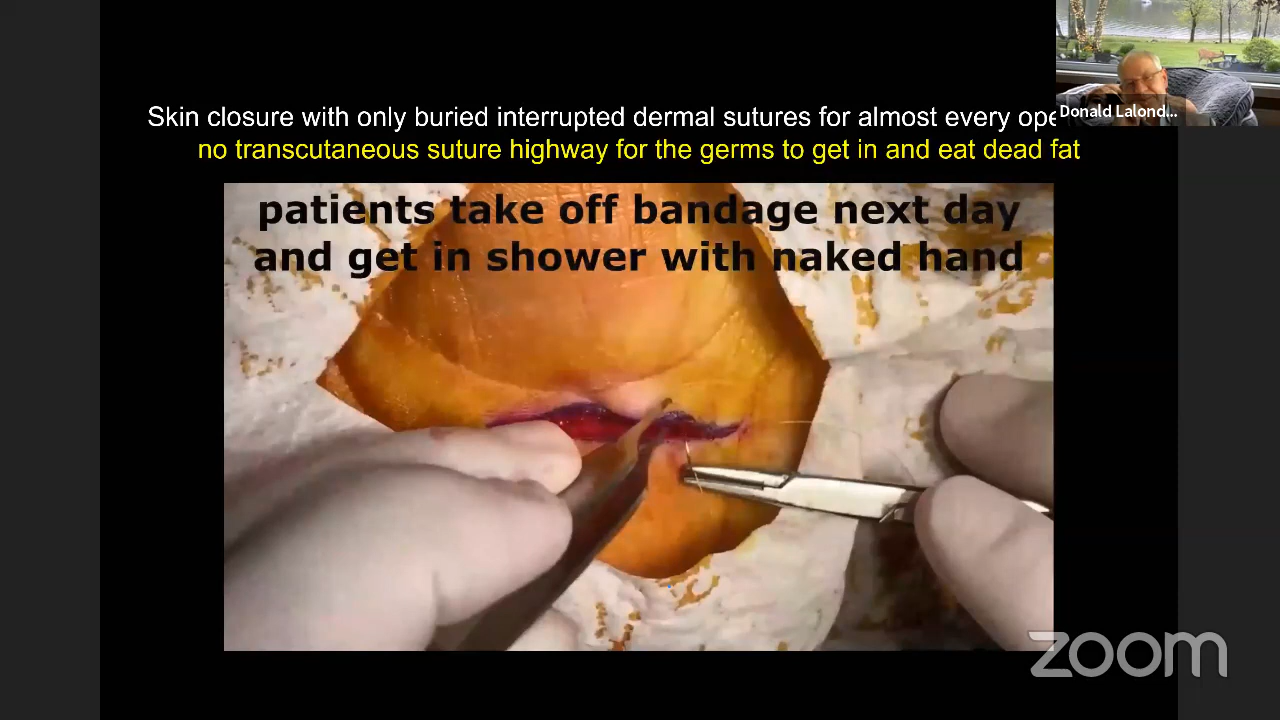 Skin closure with only buried interrupted dermal sutures for almost every ope
Donald Lalond...
no transcutaneous suture highway for the germs to get in and eat dead fat
patients take off bandage next day
and get in shower with naked hand
zoom